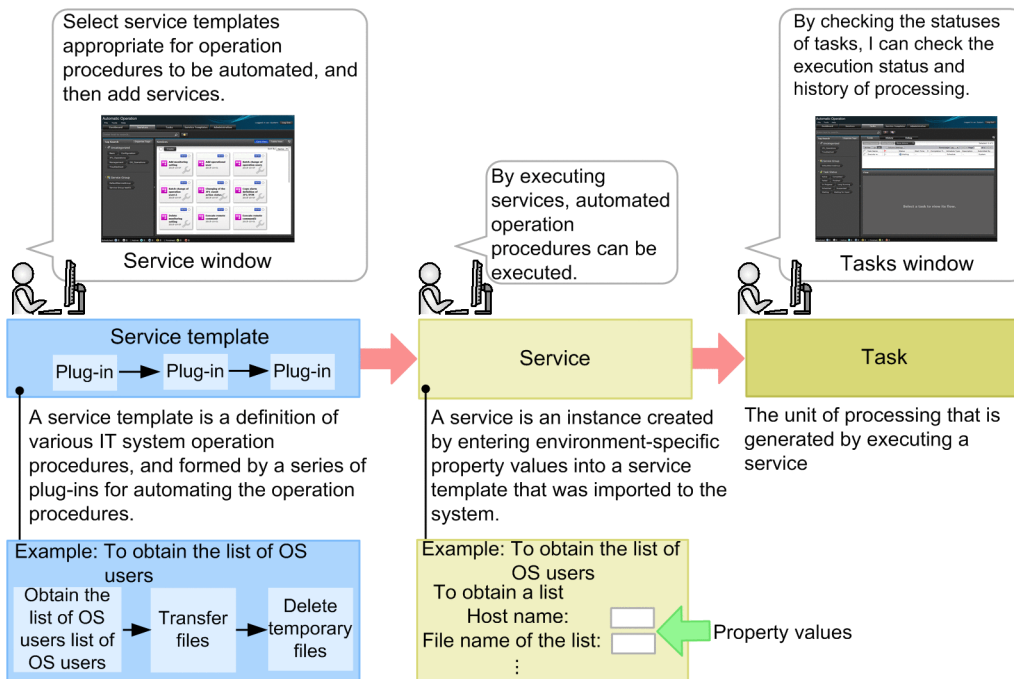 Select service templates
appropriate for operation
procedures to be automated, and
then add services.
Service window
By executing
services, automated
operation
procedures can be
executed.
By checking the statuses
of tasks, I can check the
execution status and
history of processing.
Tasks window
Service template
Plug-in
Plug-in
Plug-in
Service
Task
A service template is a definition of
various IT system operation
procedures, and formed by a series of
plug-ins for automating the operation
procedures.
A service is an instance created
by entering environment-specific
property values into a service
template that was imported to the
system.
The unit of processing that is
generated by executing a
service
Example: To obtain the list of OS
users
Obtain the
list of OS
users list of
OS users
Transfer
files
Delete
temporary
files
Example: To obtain the list of
OS users
To obtain a list
Host name:
File name of the list:
⋮
Property values